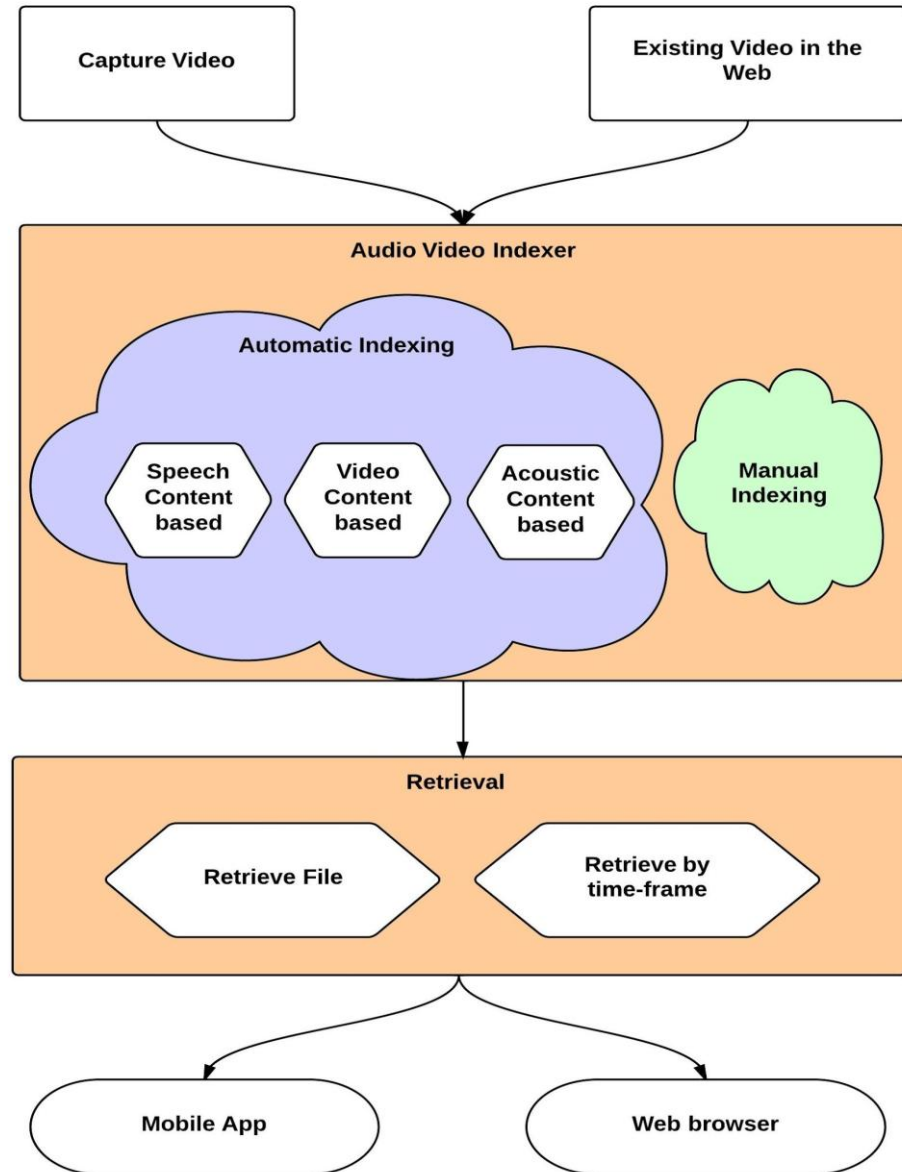 Capture Video
Existing Video in the
Web
Audio Video Indexer
Automatic Indexing
Speech
Content
based
Video
Content
based
Acoustic
Content
based
Manual
Indexing
Retrieval
Retrieve File
Retrieve by
time-frame
Mobile App
Web browser